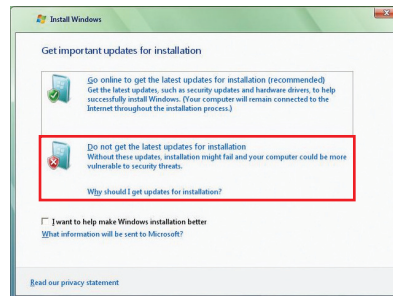 Install Windows
Get important updates for installation
Go online to get the latest updates for installation (recommended)
Get the latest updates, such as security updates and hardware drivers, to help
successfully install Windows. (Your computer will remain connected to the
Internet throughout the installation process.)
Do not get the latest updates for installation
Without these updates, installation might fail and your computer could be more
vulnerable to security threats.
Why should I get updates for installation?
I want to help make Windows installation better
What information will be sent to Microsoft?
Read our privacy statement